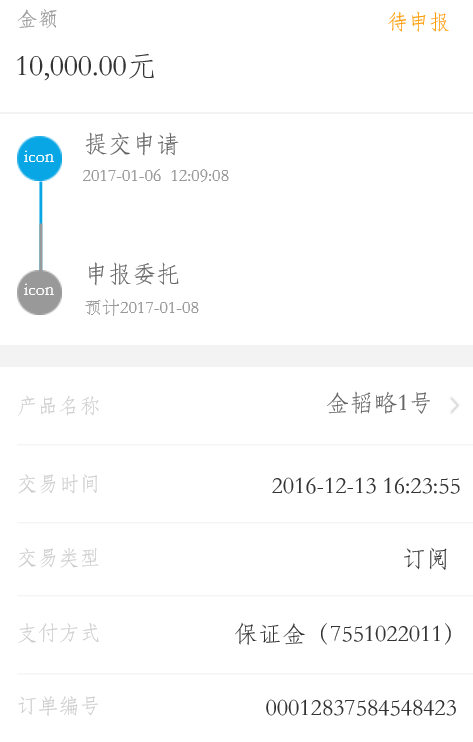 金额
待申报
10,000.00元
icon
提交申请
2017-01-06 12:09:08
icon
申报委托
预计2017-01-08
产品名称 金韬略1号
交易时间 2016-12-13 16:23:55
交易类型 订阅
支付方式 保证金（7551022011）
订单编号 00012837584548423